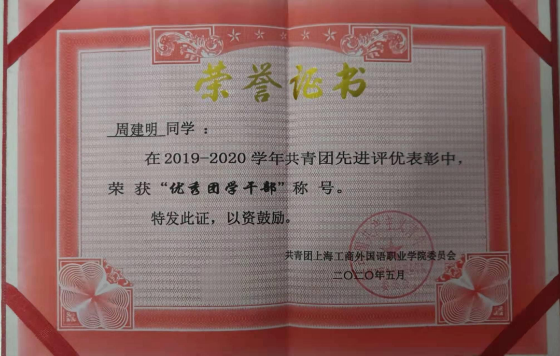 荣誉证书
周建明 同学：
在2019-2020学年共青团先进评优表彰中，
荣获“优秀团学干部”称号。
特发此证，以资鼓励。
共青团上海工商外国语职业学院委员会
二〇二〇年五月